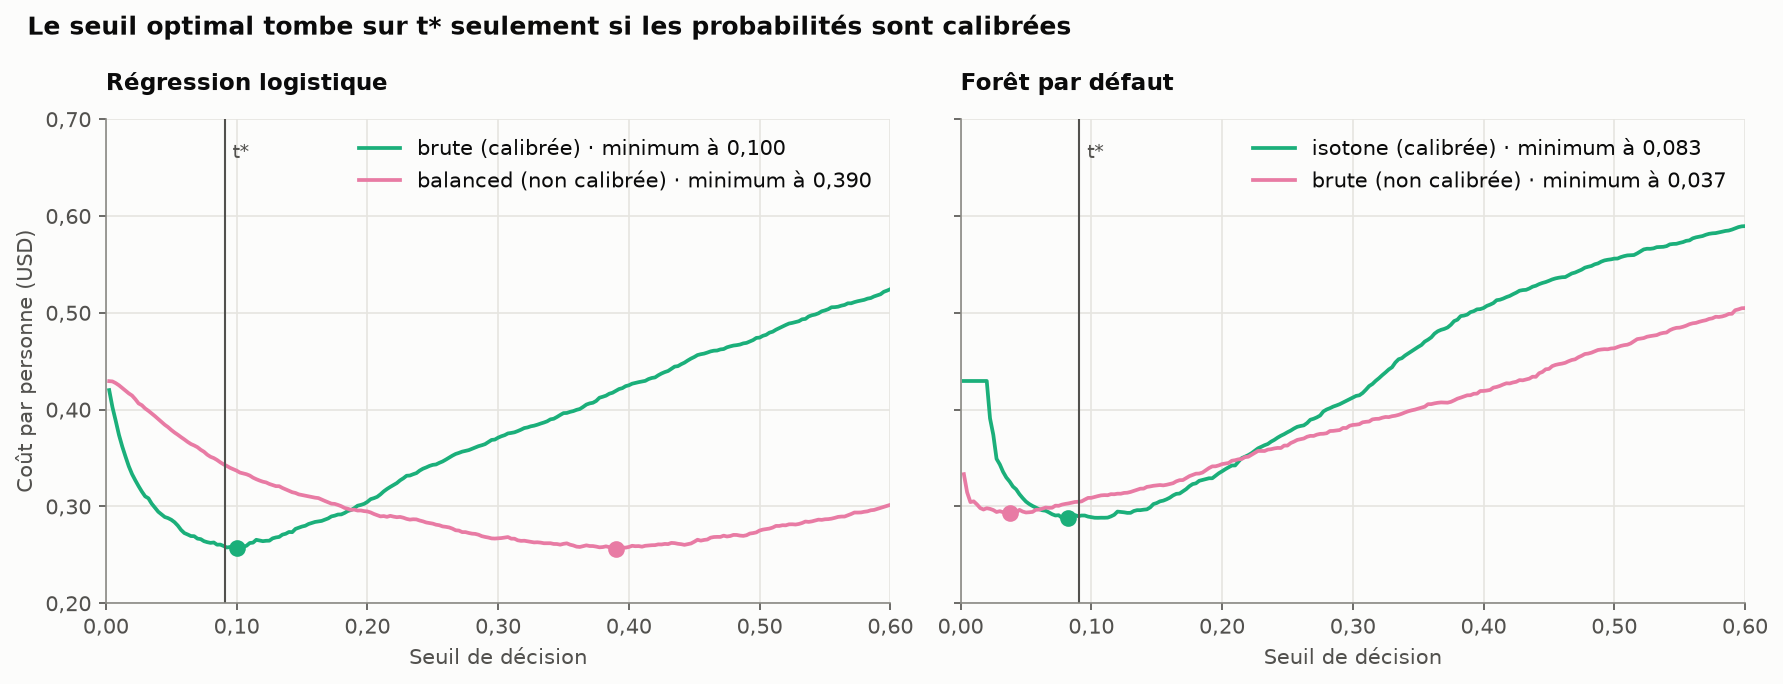 Le seuil optimal tombe sur t* seulement si les probabilités sont calibrées
Régression logistique
Coût par personne (USD)
0,70
0,60
0,50
0,40
0,30
0,20
t*
brute (calibrée) · minimum à 0,100
balanced (non calibrée) · minimum à 0,390
0,00 0,10 0,20 0,30 0,40 0,50 0,60
Seuil de décision
Forêt par défaut
t*
isotone (calibrée) · minimum à 0,083
brute (non calibrée) · minimum à 0,037
0,00 0,10 0,20 0,30 0,40 0,50 0,60
Seuil de décision